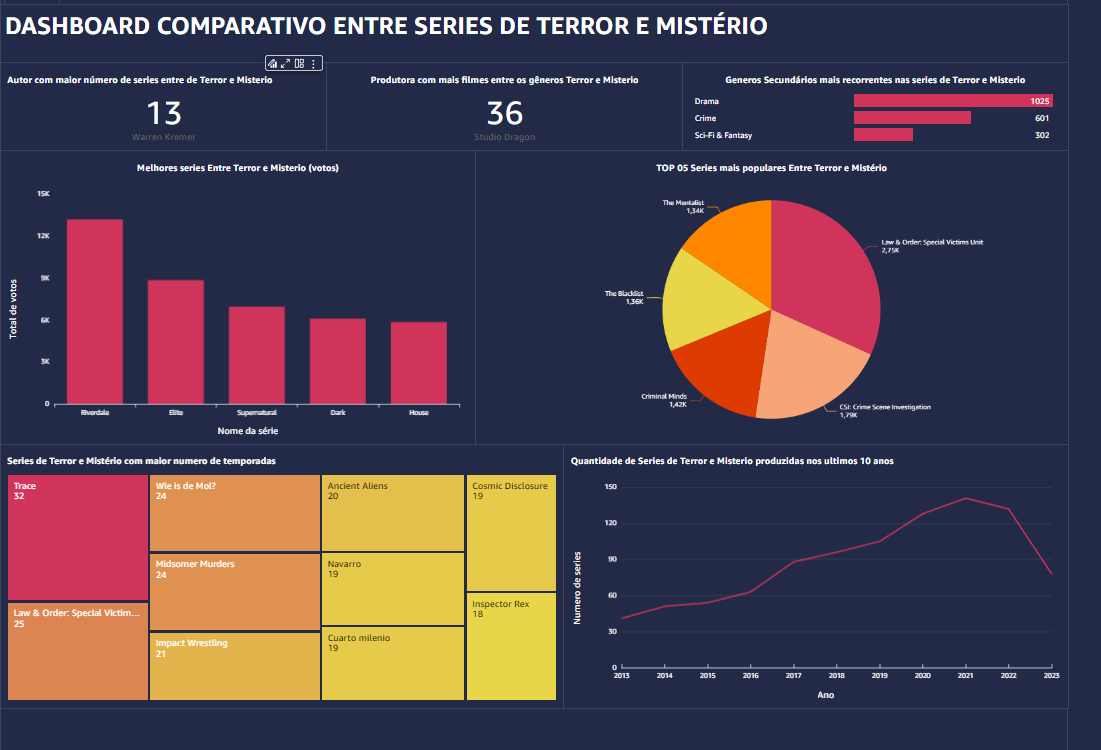 DASHBOARD COMPARATIVO ENTRE SERIES DE TERROR E MISTÉRIO
Autor com maior número de series entre de Terror e Misterio
13
Warren Kremer
Produtora com mais filmes entre os gêneros Terror e Misterio
36
Studio Dragon
Generos Secundários mais recorrentes nas series de Terror e Misterio
Drama 1025
Crime 601
Sci-Fi & Fantasy 302
Melhores series Entre Terror e Misterio (votos)
Total de votos
15K
12K
9K
6K
3K
0
Riverdale Elite Supernatural Dark House
Nome da série
TOP 05 Series mais populares Entre Terror e Mistério
The Mentalist
1,34K
Law & Order: Special Victims Unit
2,75K
The Blacklist
1,36K
Criminal Minds
1,42K
CSI: Crime Scene Investigation
1,79K
Series de Terror e Mistério com maior numero de temporadas
Trace
32
Law & Order: Special Victim...
25
Wie is de Mol?
24
Midsomer Murders
24
Impact Wrestling
21
Ancient Aliens
20
Navarro
19
Cuarto milenio
19
Cosmic Disclosure
19
Inspector Rex
18
Quantidade de Series de Terror e Misterio produzidas nos ultimos 10 anos
Numero de series
150
120
90
60
30
0
2013 2014 2015 2016 2017 2018 2019 2020 2021 2022 2023
Ano